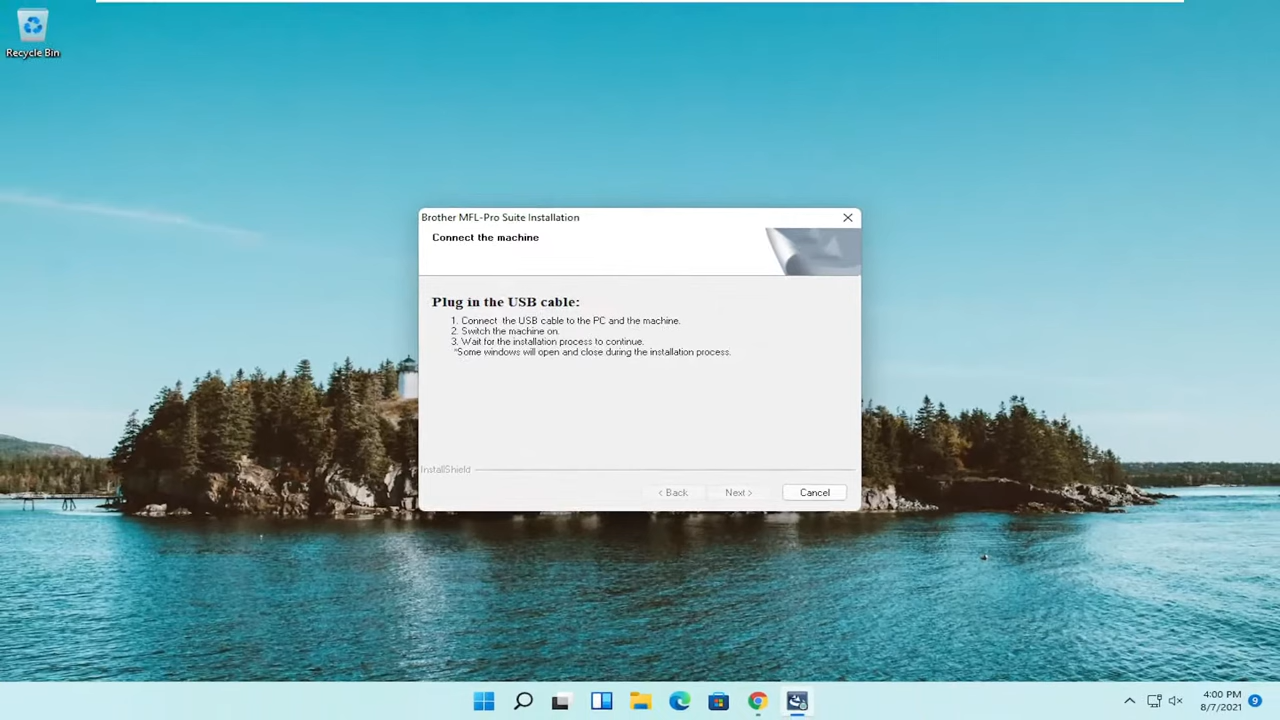 Recycle Bin
Brother MFL-Pro Suite Installation
Connect the machine
Plug in the USB cable:
1. Connect the USB cable to the PC and the machine.
2. Switch the machine on.
3. Wait for the installation process to continue.
*Some windows will open and close during the installation process.
InstallShield
< Back
Next >
Cancel
4:00 PM
8/7/2021
9